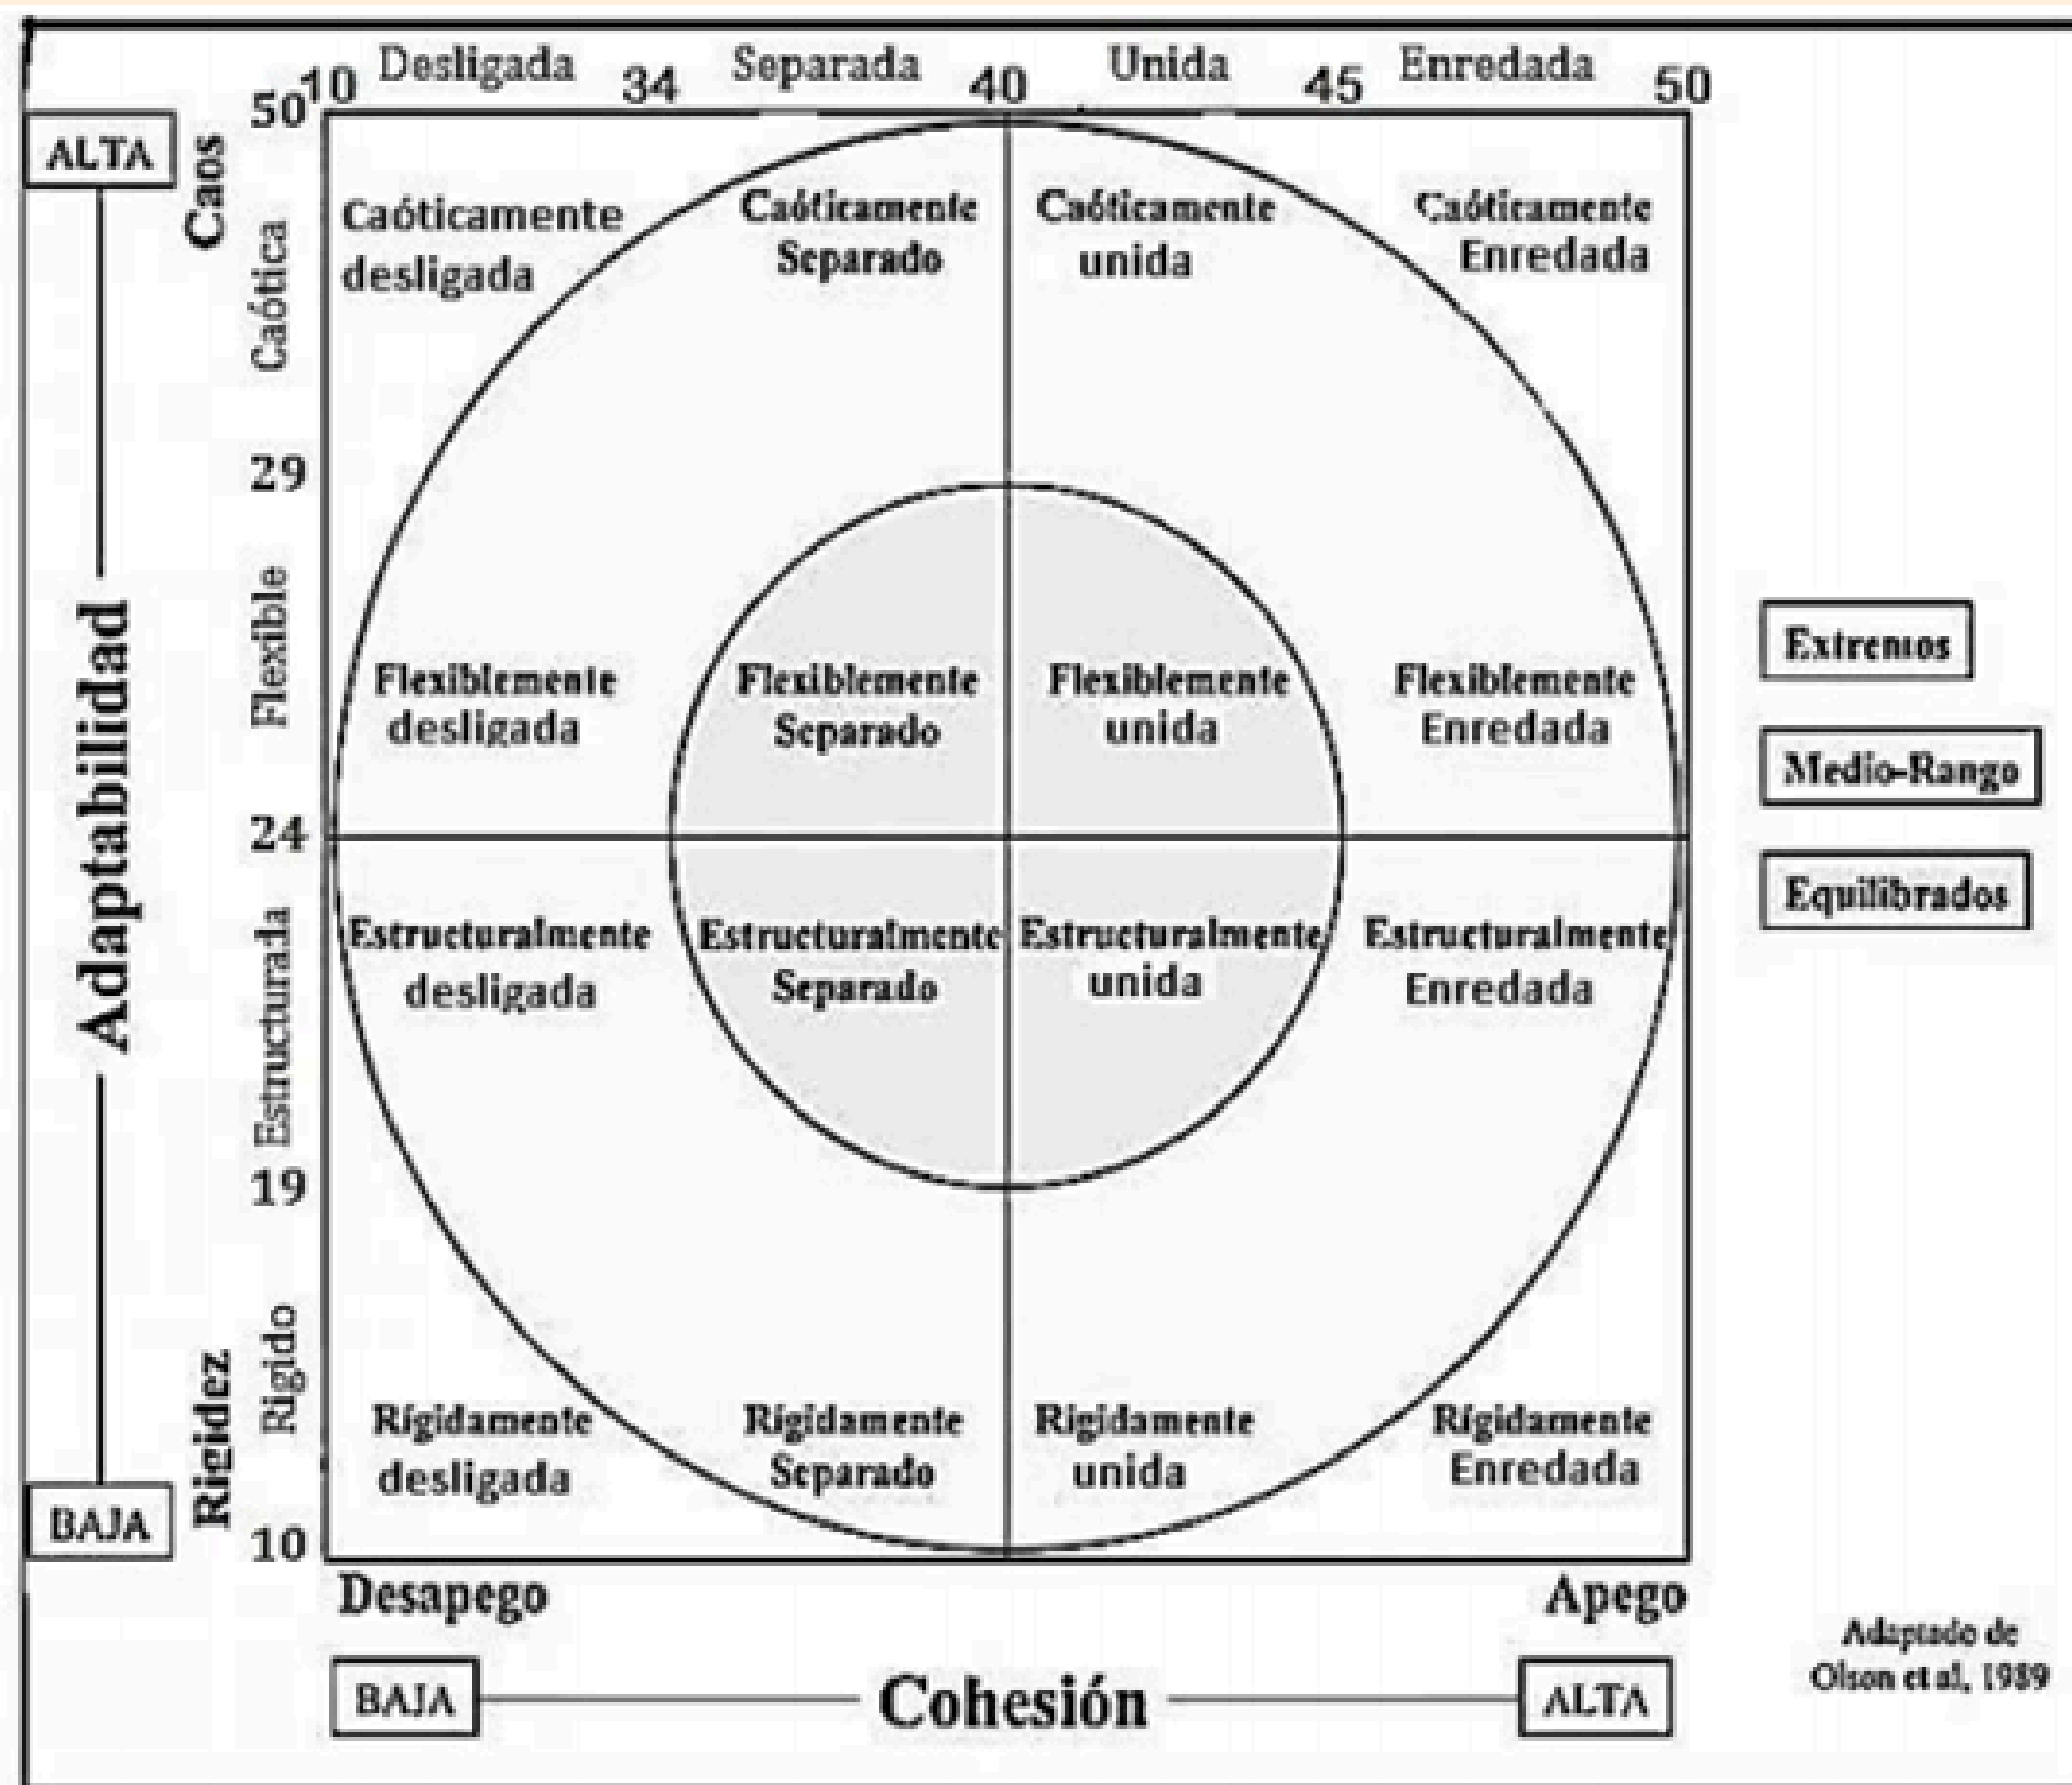 Desligada Separada Unida Enredada
10 34 40 45 50
50
ALTA
Caos
Caótica
29
Flexible
24
Adaptabilidad
Estructurada
19
Rígido
Rigidez
BAJA
10
Caóticamente
desligada
Caóticamente
Separado
Caóticamente
unida
Caóticamente
Enredada
Flexiblemente
desligada
Flexiblemente
Separado
Flexiblemente
unida
Flexiblemente
Enredada
Estructuralmente
desligada
Estructuralmente
Separado
Estructuralmente
unida
Estructuralmente
Enredada
Rígidamente
desligada
Rígidamente
Separado
Rigidamente
unida
Rígidamente
Enredada
Extremos
Medio-Rango
Equilibrados
Desapego Apego
BAJA Cohesión ALTA
Adaptado de
Olson et al, 1989